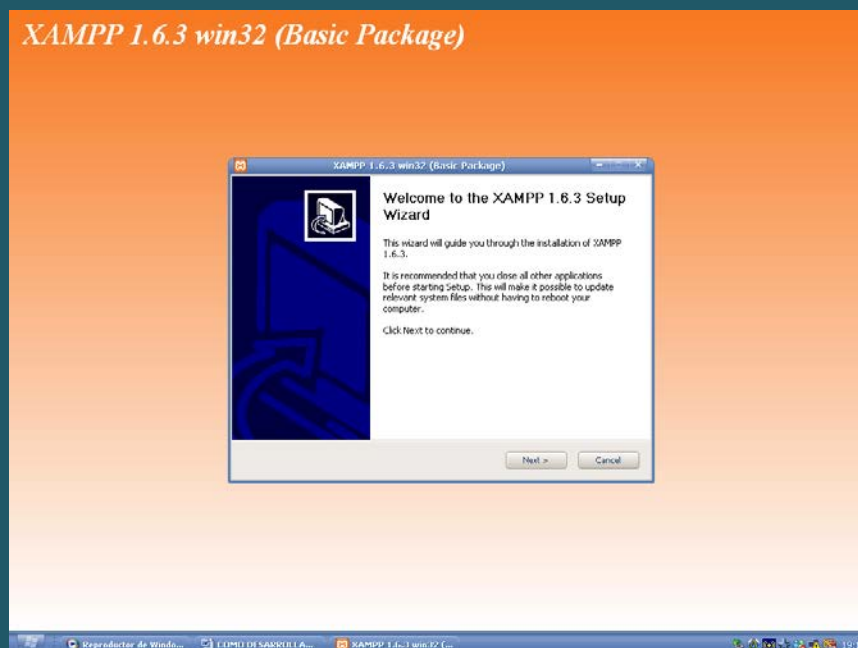 XAMPP 1.6.3 win32 (Basic Package)
XAMPP 1.6.3 win32 (Basic Package)
Welcome to the XAMPP 1.6.3 Setup
Wizard
This wizard will guide you through the installation of XAMPP
1.6.3.
It is recommended that you close all other applications
before starting Setup. This will make it possible to update
relevant system files without having to reboot your
computer.
Click Next to continue.
Next >
Cancel
Reproductor de Windo...
COMO DESARROLLA...
XAMPP 1.6.3 win32 (...